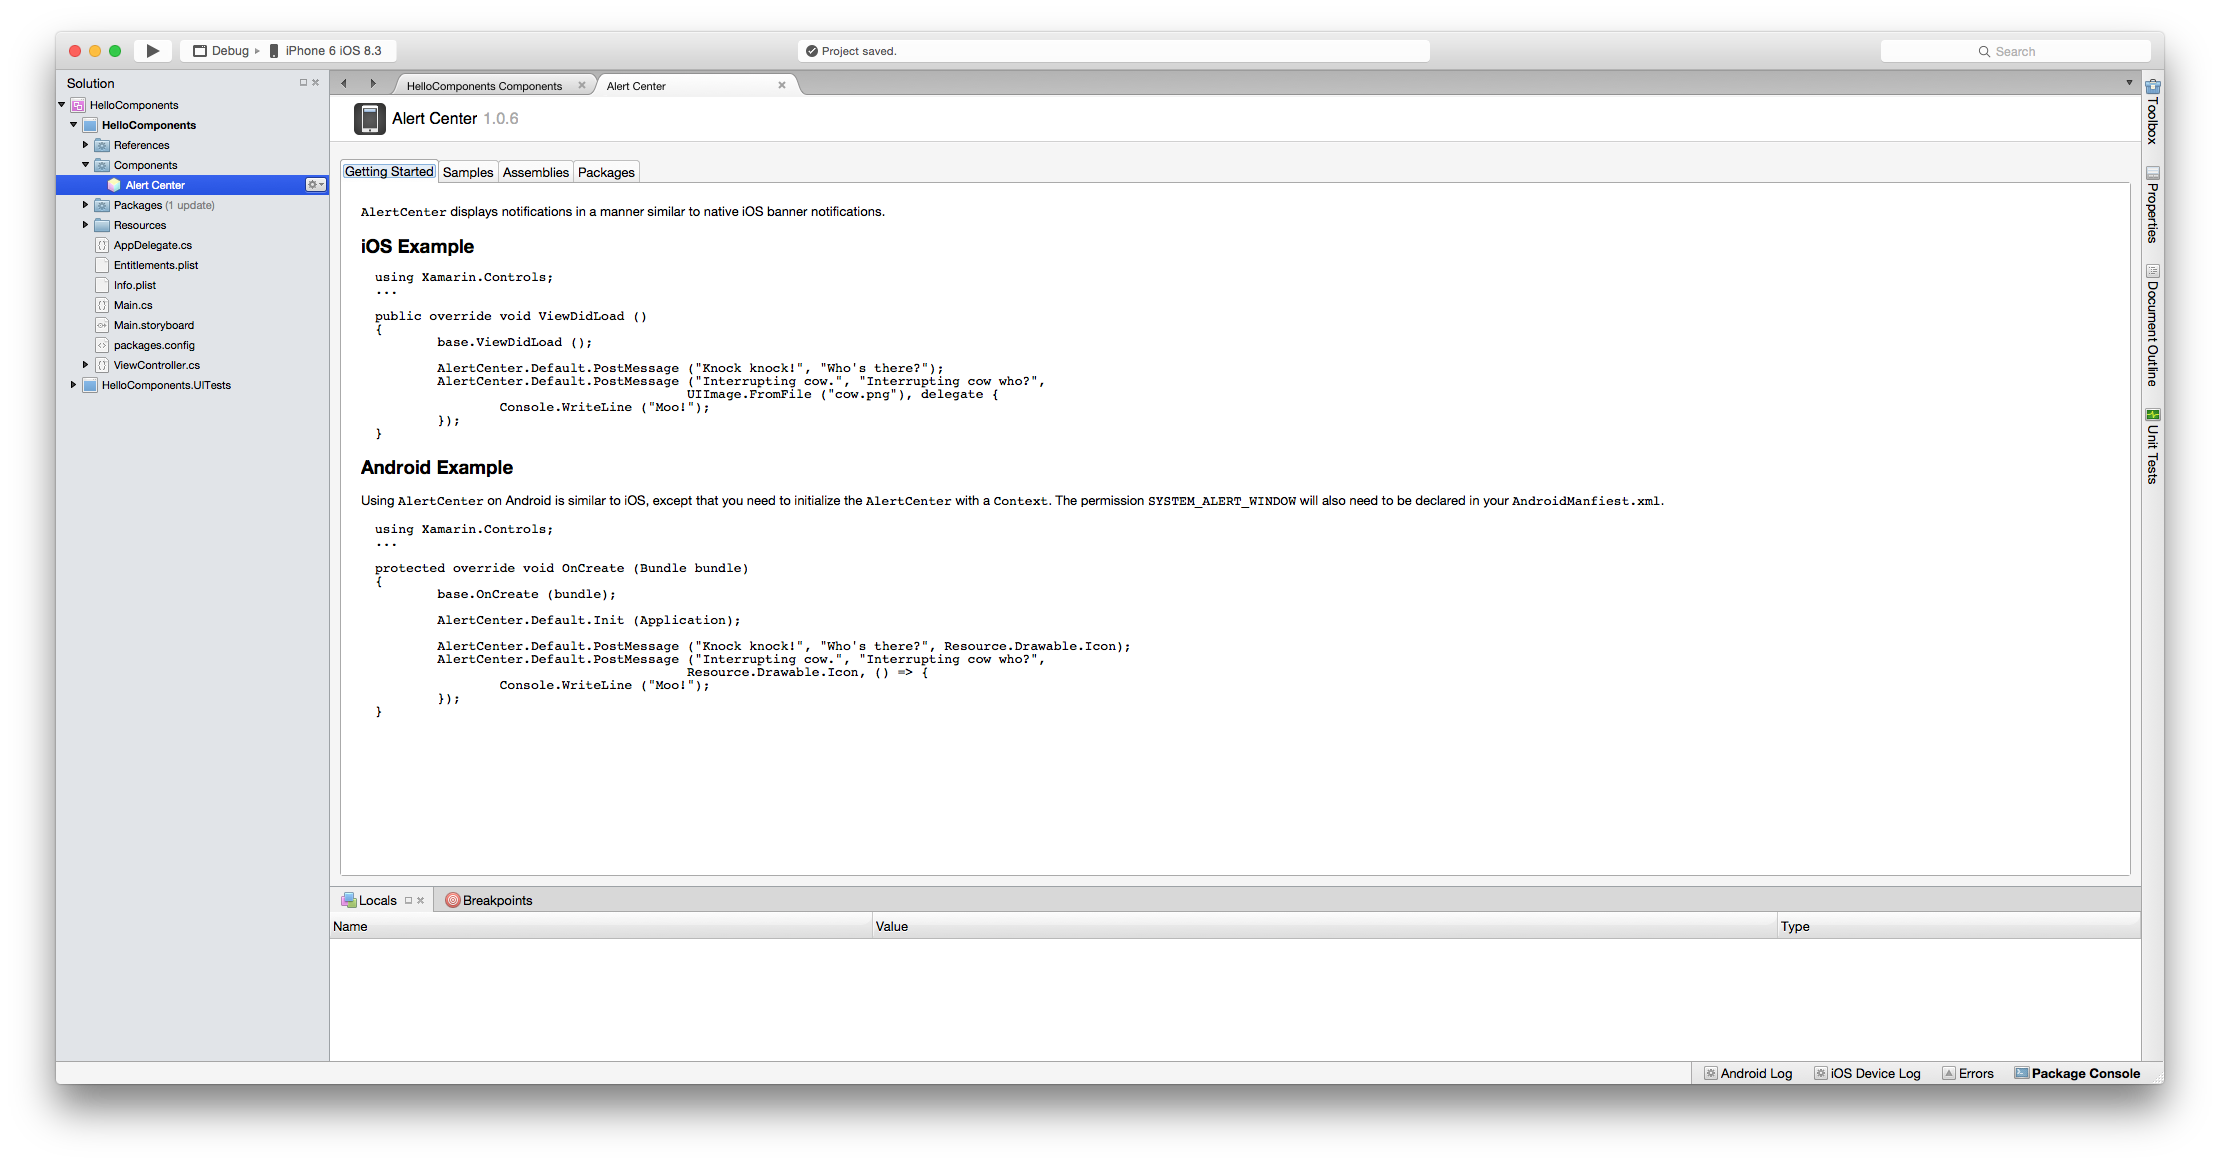 Debug iPhone 6 iOS 8.3
Project saved.
Search
Solution
HelloComponents
HelloComponents
References
Components
Alert Center
Packages (1 update)
Resources
AppDelegate.cs
Entitlements.plist
Info.plist
Main.cs
Main.storyboard
packages.config
ViewController.cs
HelloComponents.UITests
HelloComponents Components
Alert Center
Alert Center 1.0.6
Getting Started Samples Assemblies Packages
AlertCenter displays notifications in a manner similar to native iOS banner notifications.
iOS Example
using Xamarin.Controls;
...
public override void ViewDidLoad ()
{
base.ViewDidLoad ();
AlertCenter.Default.PostMessage ("Knock knock!", "Who's there?");
AlertCenter.Default.PostMessage ("Interrupting cow.", "Interrupting cow who?",
UIImage.FromFile ("cow.png"), delegate {
Console.WriteLine ("Moo!");
});
}
Android Example
Using AlertCenter on Android is similar to iOS, except that you need to initialize the AlertCenter with a Context. The permission SYSTEM_ALERT_WINDOW will also need to be declared in your AndroidManfiest.xml.
using Xamarin.Controls;
...
protected override void OnCreate (Bundle bundle)
{
base.OnCreate (bundle);
AlertCenter.Default.Init (Application);
AlertCenter.Default.PostMessage ("Knock knock!", "Who's there?", Resource.Drawable.Icon);
AlertCenter.Default.PostMessage ("Interrupting cow.", "Interrupting cow who?",
Resource.Drawable.Icon, () => {
Console.WriteLine ("Moo!");
});
}
Toolbox
Properties
Document Outline
Unit Tests
Locals Breakpoints
Name Value Type
Android Log iOS Device Log Errors Package Console